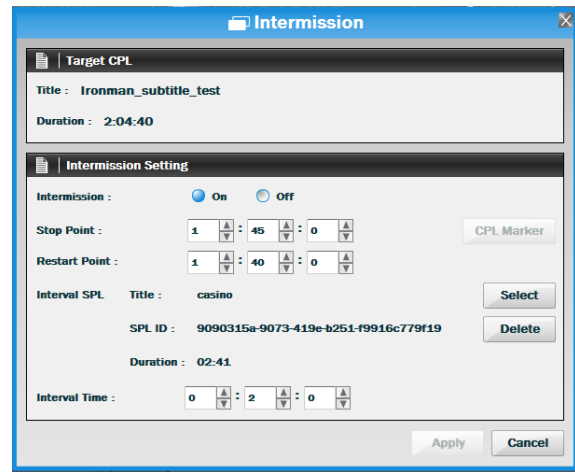 Intermission
Target CPL
Title : Ironman_subtitle_test
Duration : 2:04:40
Intermission Setting
Intermission : On Off
Stop Point : 1 : 45 : 0 CPL Marker
Restart Point : 1 : 40 : 0
Interval SPL Title : casino Select
SPL ID : 9090315a-9073-419e-b251-f9916c779f19 Delete
Duration : 02:41
Interval Time : 0 : 2 : 0
Apply Cancel